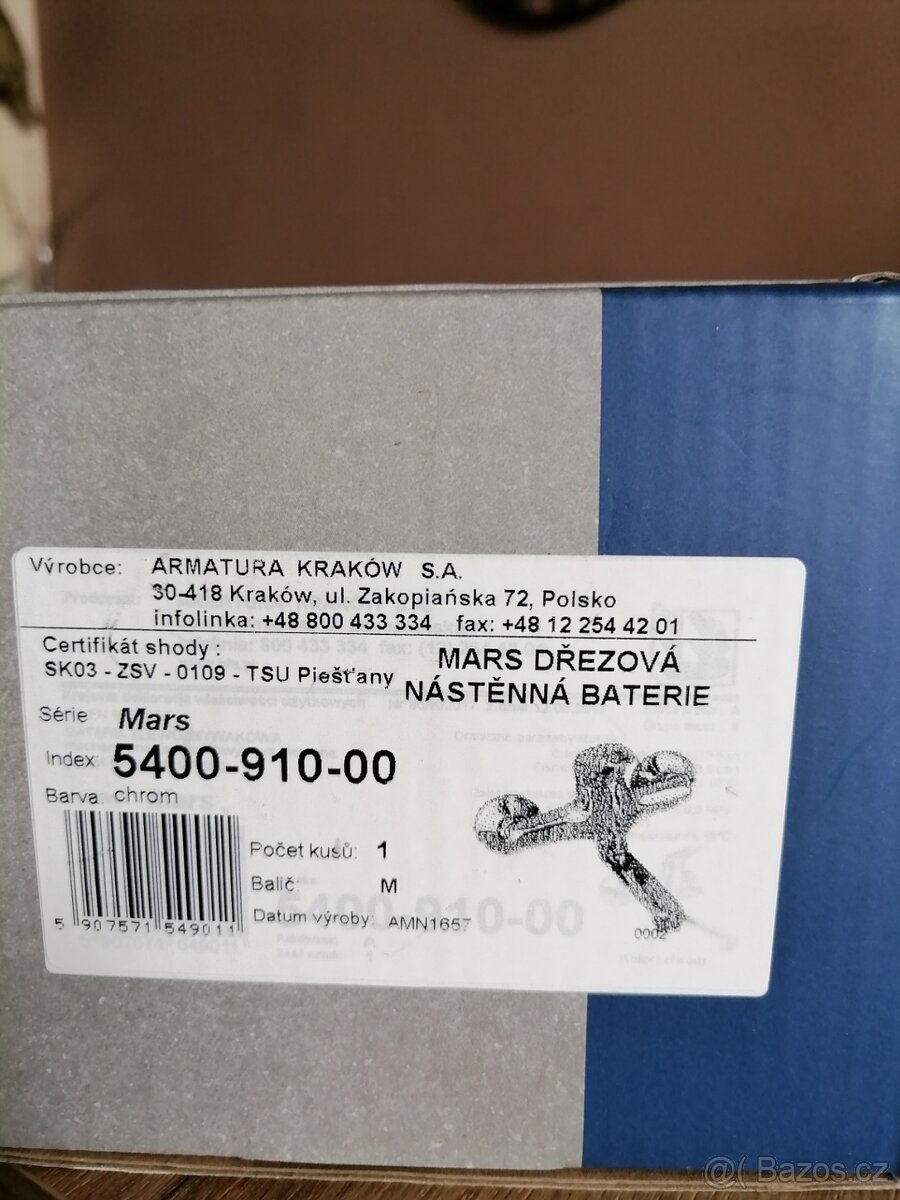 Výrobce: ARMATURA KRAKÓW S.A.
30-418 Kraków, ul. Zakopiańska 72, Polsko
infolinka: +48 800 433 334 fax: +48 12 254 42 01
Certifikát shody :
SK03 - ZSV - 0109 - TSU Piešťany
MARS DŘEZOVÁ
NÁSTĚNNÁ BATERIE
Série Mars
Index: 5400-910-00
Barva: chrom
Počet kusů: 1
Balič: M
Datum výroby: AMN1657
5 907571 549011
0002
5400-910-00
@( Bazos.cz